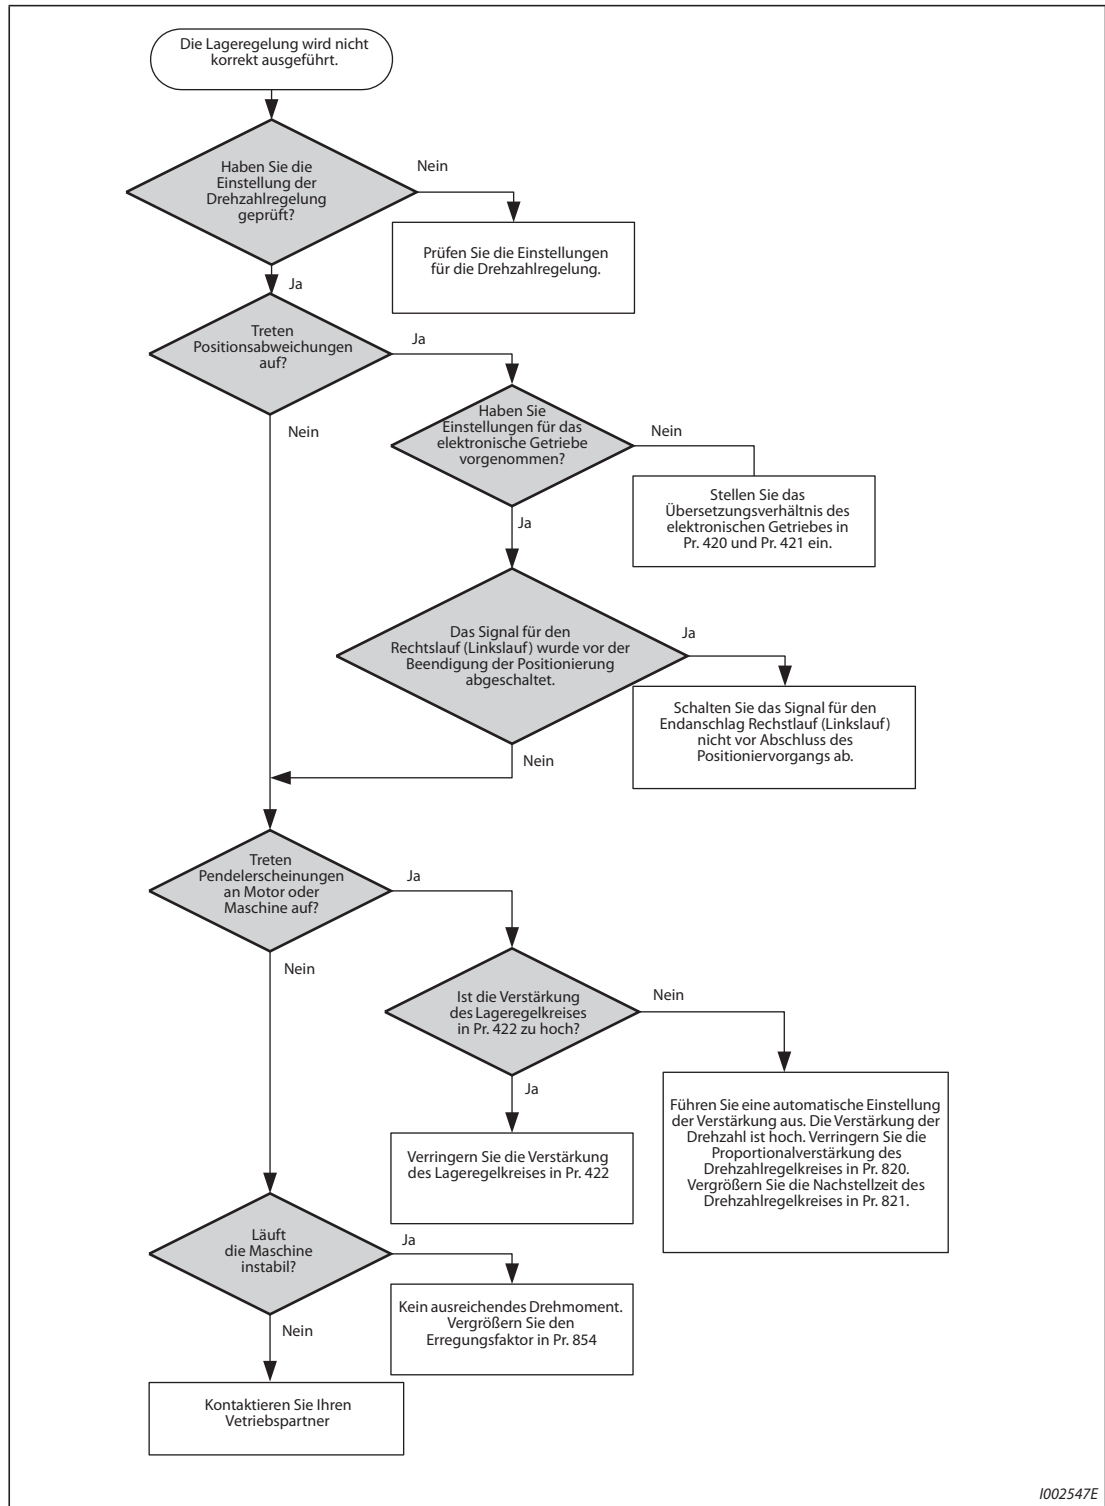 Die Lageregelung wird nicht
korrekt ausgeführt.
Haben Sie die
Einstellung der
Drehzahlregelung
geprüft?
Nein
Prüfen Sie die Einstellungen
für die Drehzahlregelung.
Ja
Treten
Positionsabweichungen
auf?
Ja
Nein
Haben Sie
Einstellungen für das
elektronische Getriebe
vorgenommen?
Nein
Stellen Sie das
Übersetzungsverhältnis des
elektronischen Getriebes in
Pr. 420 und Pr. 421 ein.
Ja
Das Signal für den
Rechtslauf (Linkslauf) wurde vor der
Beendigung der Positionierung
abgeschaltet.
Ja
Schalten Sie das Signal für den
Endanschlag Rechstlauf (Linkslauf)
nicht vor Abschluss des
Positioniervorgangs ab.
Nein
Treten
Pendelerscheinungen
an Motor oder
Maschine auf?
Ja
Nein
Ist die Verstärkung
des Lageregelkreises
in Pr. 422 zu hoch?
Nein
Ja
Führen Sie eine automatische Einstellung
der Verstärkung aus. Die Verstärkung der
Drehzahl ist hoch. Verringern Sie die
Proportionalverstärkung des
Drehzahlregelkreises in Pr. 820.
Vergrößern Sie die Nachstellzeit des
Drehzahlregelkreises in Pr. 821.
Verringern Sie die Verstärkung
des Lageregelkreises in Pr. 422
Läuft
die Maschine
instabil?
Ja
Kein ausreichendes Drehmoment.
Vergrößern Sie den
Erregungsfaktor in Pr. 854
Nein
Kontaktieren Sie Ihren
Vetriebspartner
I002547E